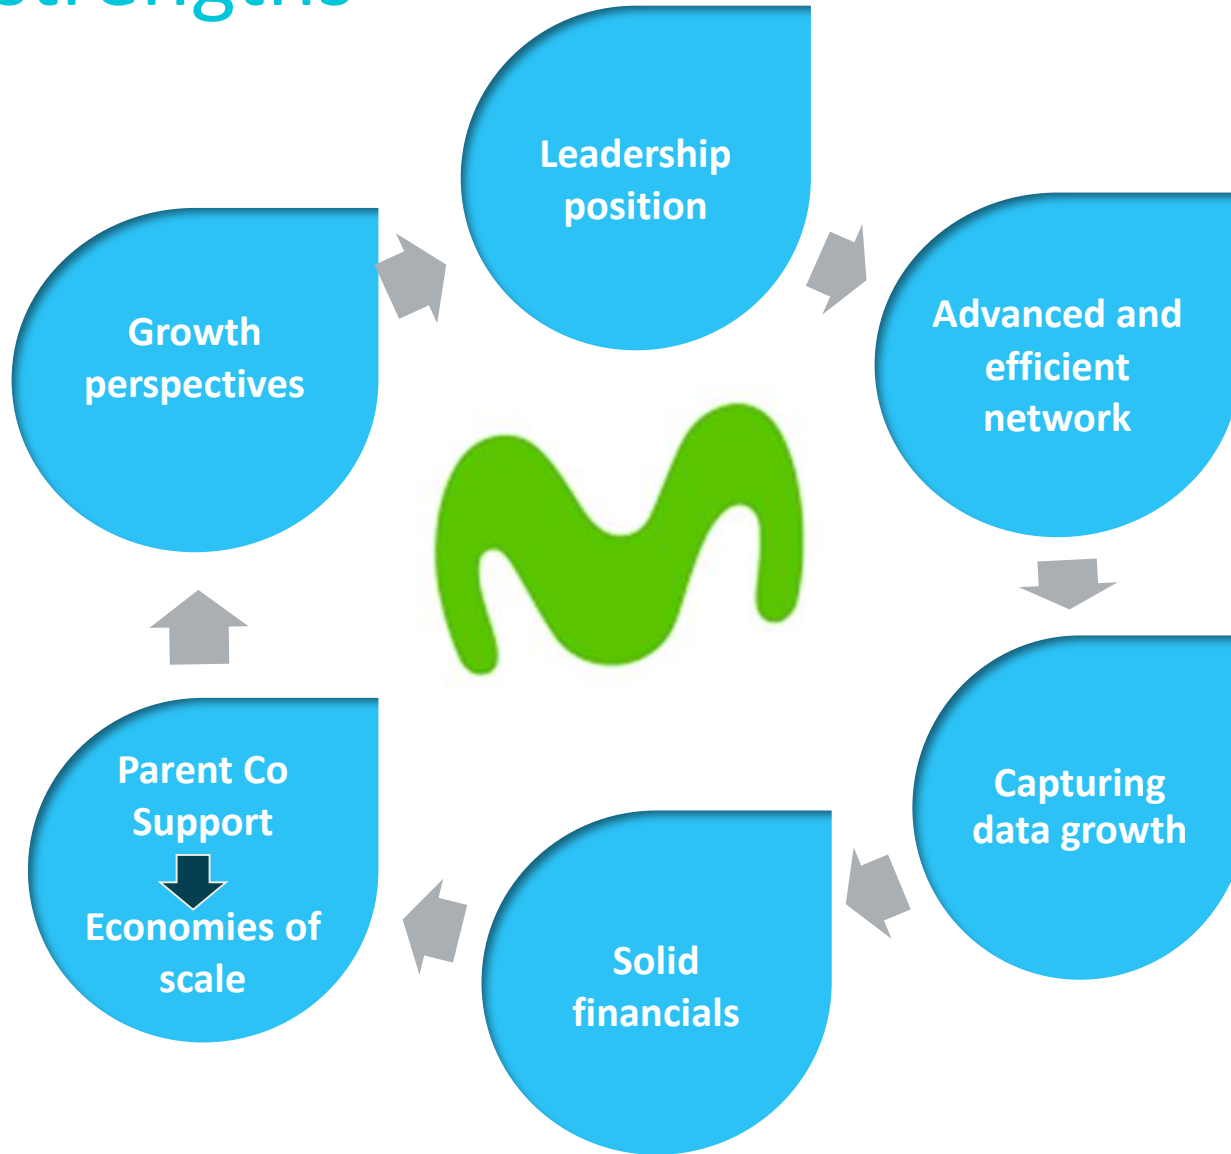 strengths
Leadership
position
Advanced and
efficient
network
Capturing
data growth
Solid
financials
Parent Co
Support
Economies of
scale
Growth
perspectives